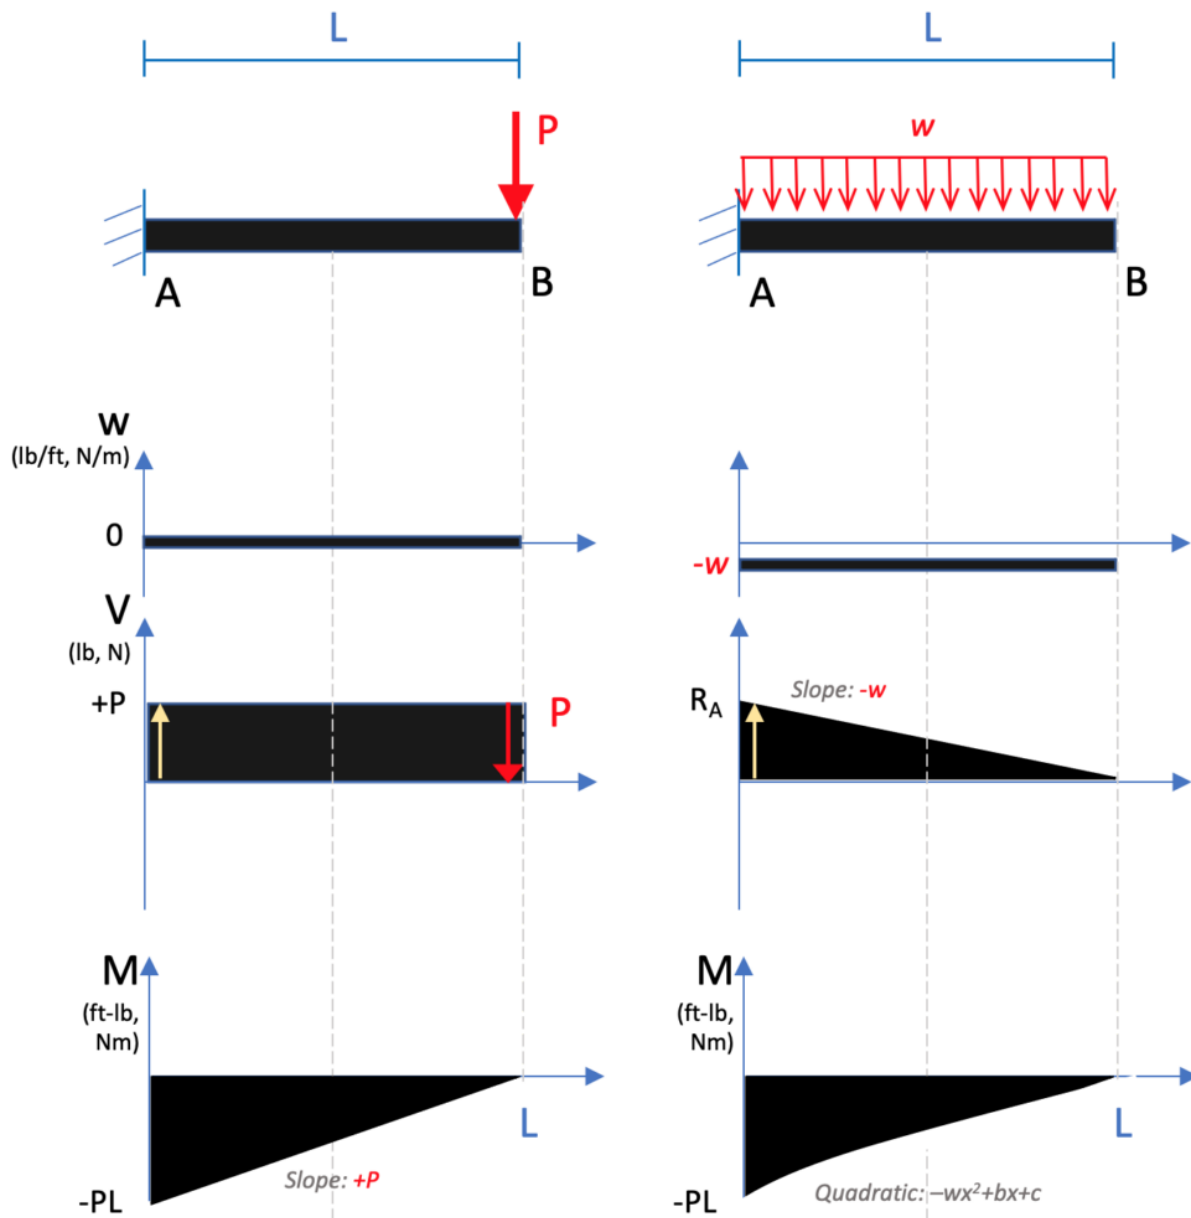 L
L
P
w
A
B
A
B
w
(lb/ft, N/m)
0
-w
V
(lb, N)
+P
P
RA
Slope: -w
M
(ft-lb,
Nm)
M
(ft-lb,
Nm)
L
L
Slope: +P
-PL
-PL
Quadratic: –wx²+bx+c